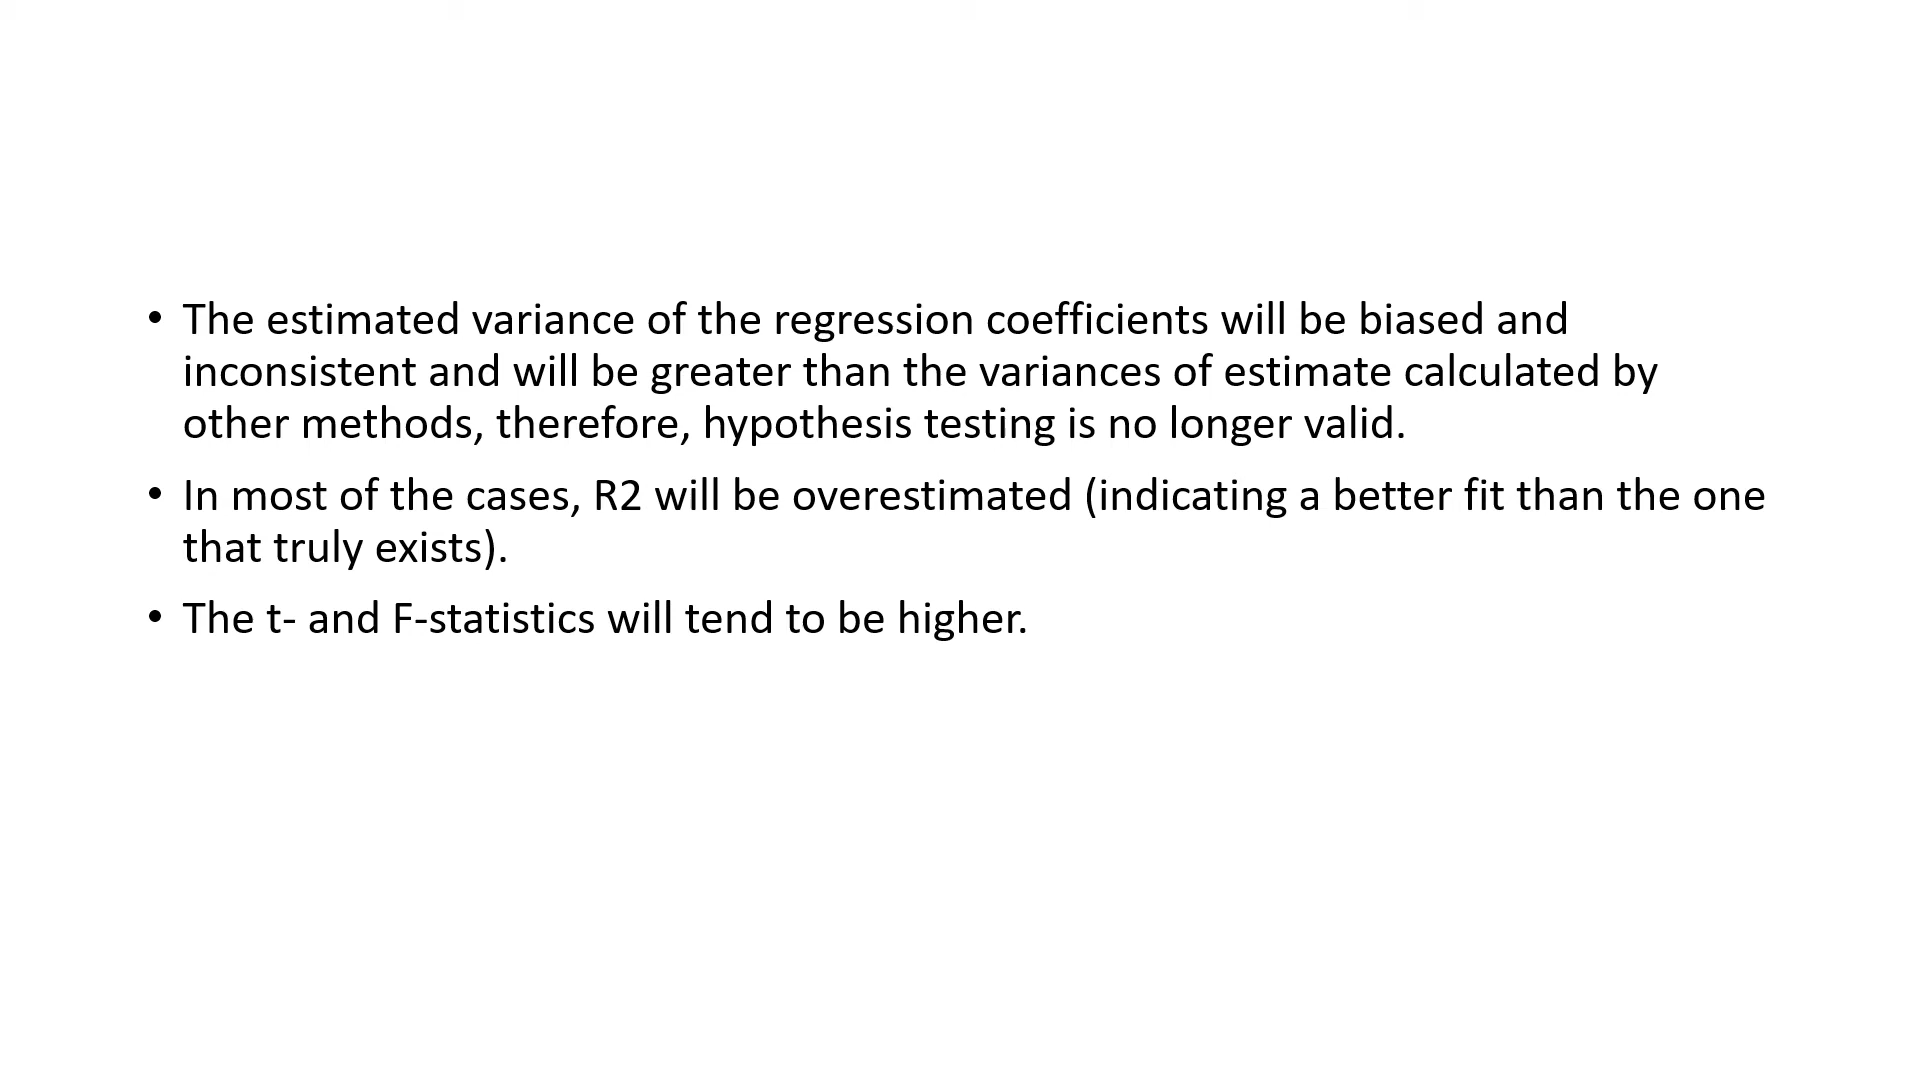 • The estimated variance of the regression coefficients will be biased and
inconsistent and will be greater than the variances of estimate calculated by
other methods, therefore, hypothesis testing is no longer valid.
• In most of the cases, R2 will be overestimated (indicating a better fit than the one
that truly exists).
• The t- and F-statistics will tend to be higher.